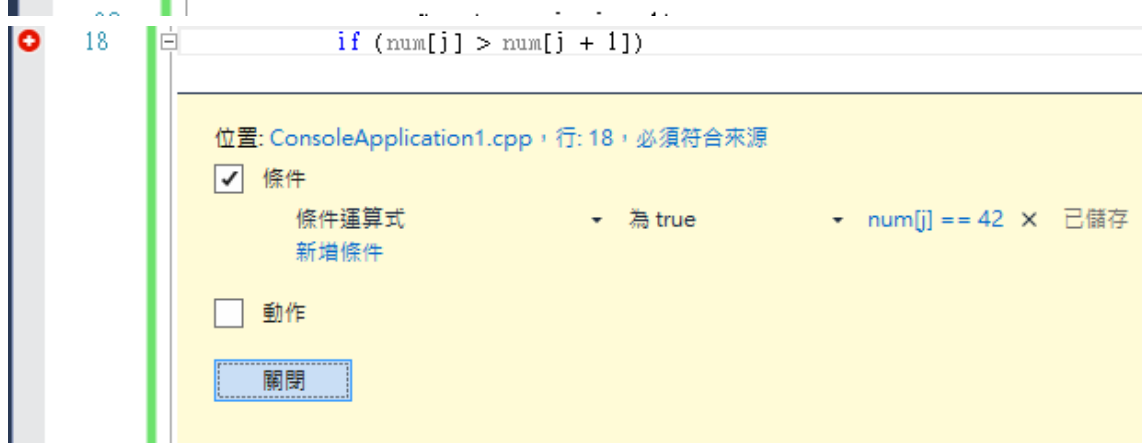 18 if (num[j] > num[j + 1])
位置: ConsoleApplication1.cpp，行: 18，必須符合來源
條件
條件運算式 為 true num[j] == 42 × 已儲存
新增條件
動作
關閉